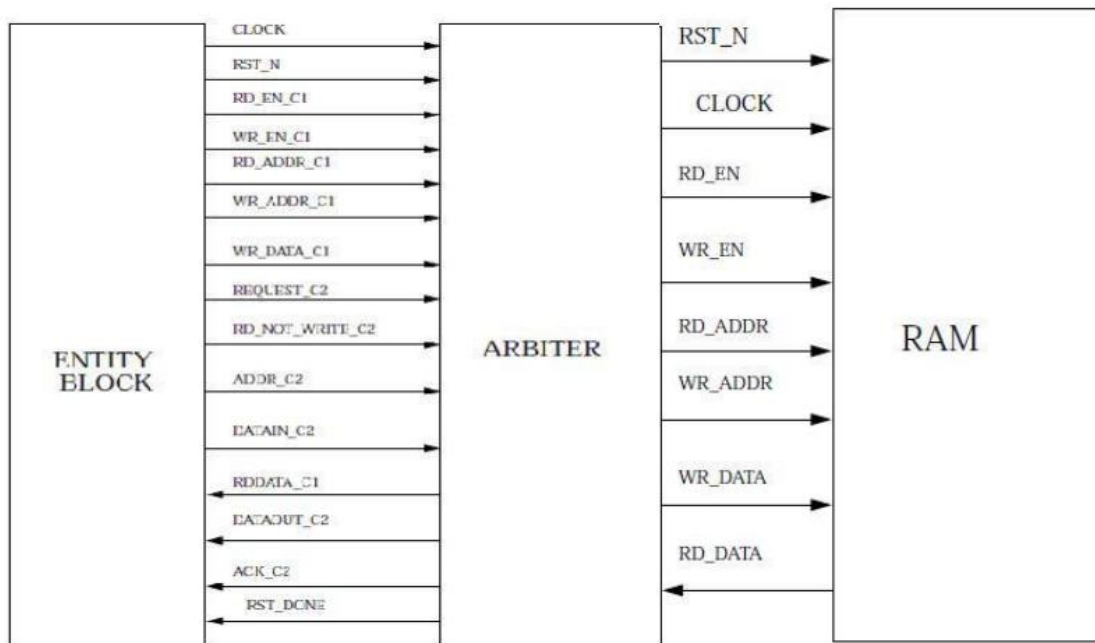 ENTITY
BLOCK
CLOCK
RST_N
RD_EN_C1
WR_EN_C1
RD_ADDR_C1
WR_ADDR_C1
WR_DATA_C1
REQUEST_C2
RD_NOT_WRITE_C2
ADDR_C2
DATAIN_C2
RDDATA_C1
DATAOUT_C2
ACK_C2
RST_DONE
ARBITER
RST_N
CLOCK
RD_EN
WR_EN
RD_ADDR
WR_ADDR
WR_DATA
RD_DATA
RAM